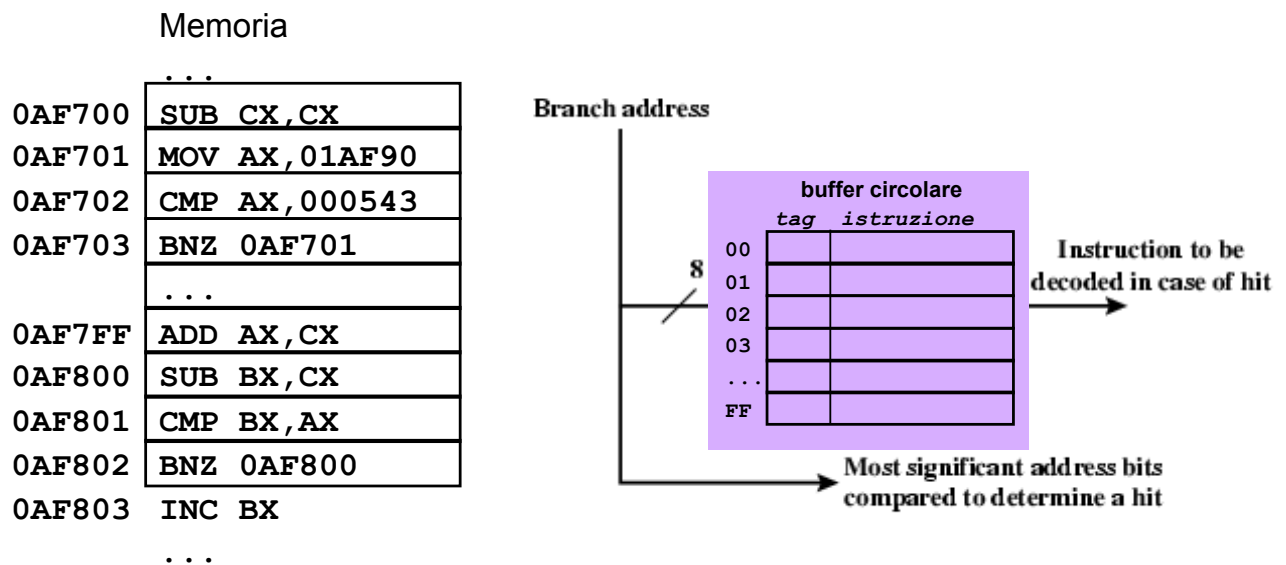 Memoria
...
0AF700 SUB CX,CX
0AF701 MOV AX,01AF90
0AF702 CMP AX,000543
0AF703 BNZ 0AF701
...
0AF7FF ADD AX,CX
0AF800 SUB BX,CX
0AF801 CMP BX,AX
0AF802 BNZ 0AF800
0AF803 INC BX
...
Branch address
8
buffer circolare
tag istruzione
00
01
02
03
...
FF
Instruction to be
decoded in case of hit
Most significant address bits
compared to determine a hit